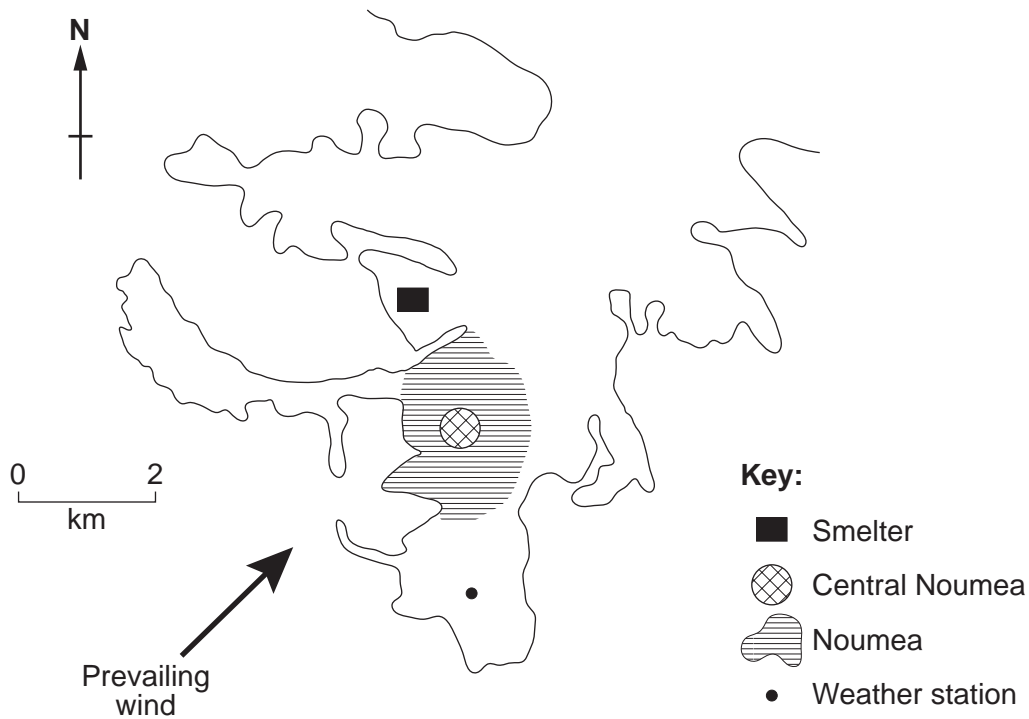 N
0 2
km
Prevailing
wind
Key:
Smelter
Central Noumea
Noumea
Weather station